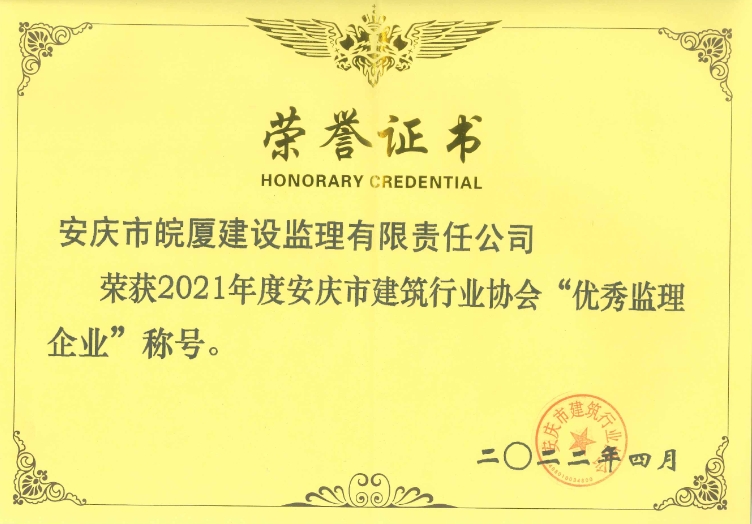 荣誉证书
HONORARY CREDENTIAL
安庆市皖厦建设监理有限责任公司
荣获2021年度安庆市建筑行业协会“优秀监理
企业”称号。
安庆市建筑行业协会
二〇二二年四月